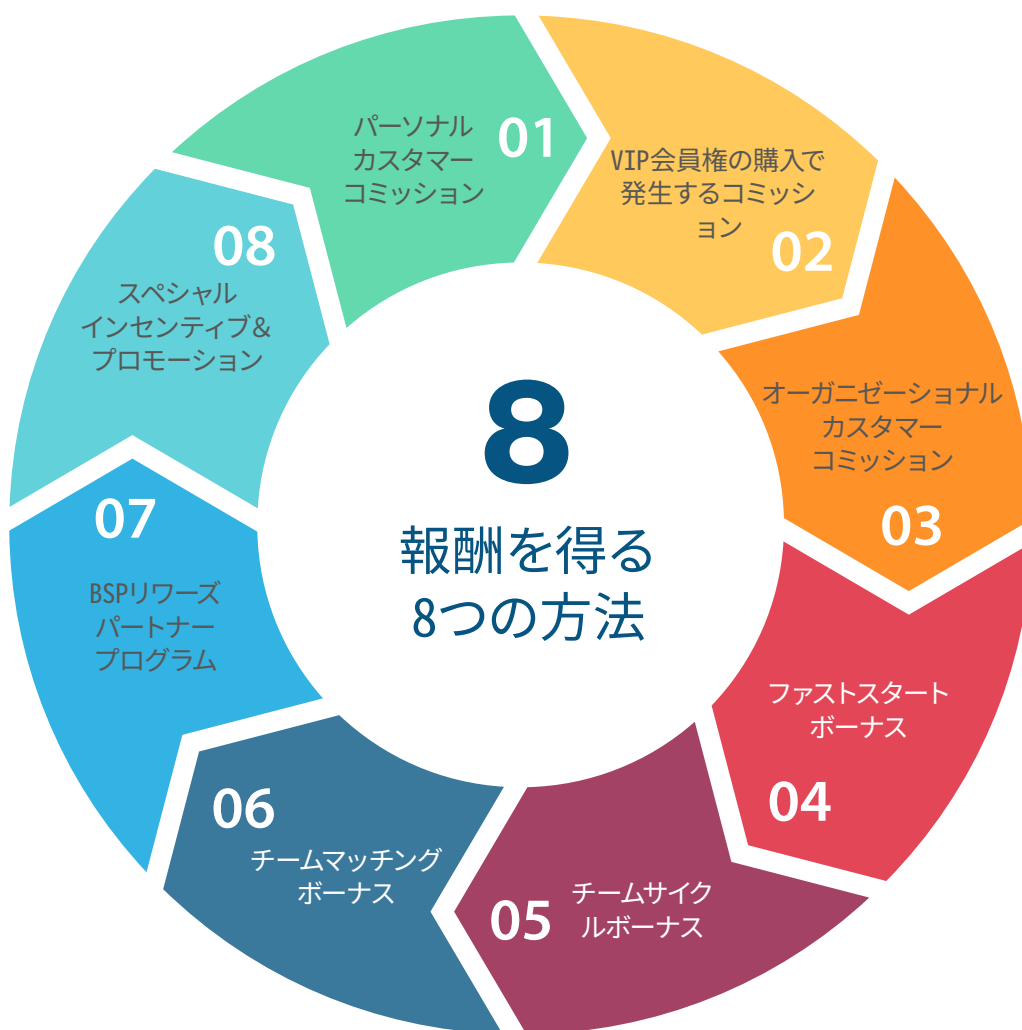 8
報酬を得る
8つの方法
01
パーソナル
カスタマー
コミッション
02
VIP会員権の購入で
発生するコミッシ
ョン
03
オーガニゼーショナル
カスタマー
コミッション
04
ファストスタート
ボーナス
05
チームサイク
ルボーナス
06
チームマッチング
ボーナス
07
BSPリワーズ
パートナー
プログラム
08
スペシャル
インセンティブ&
プロモーション